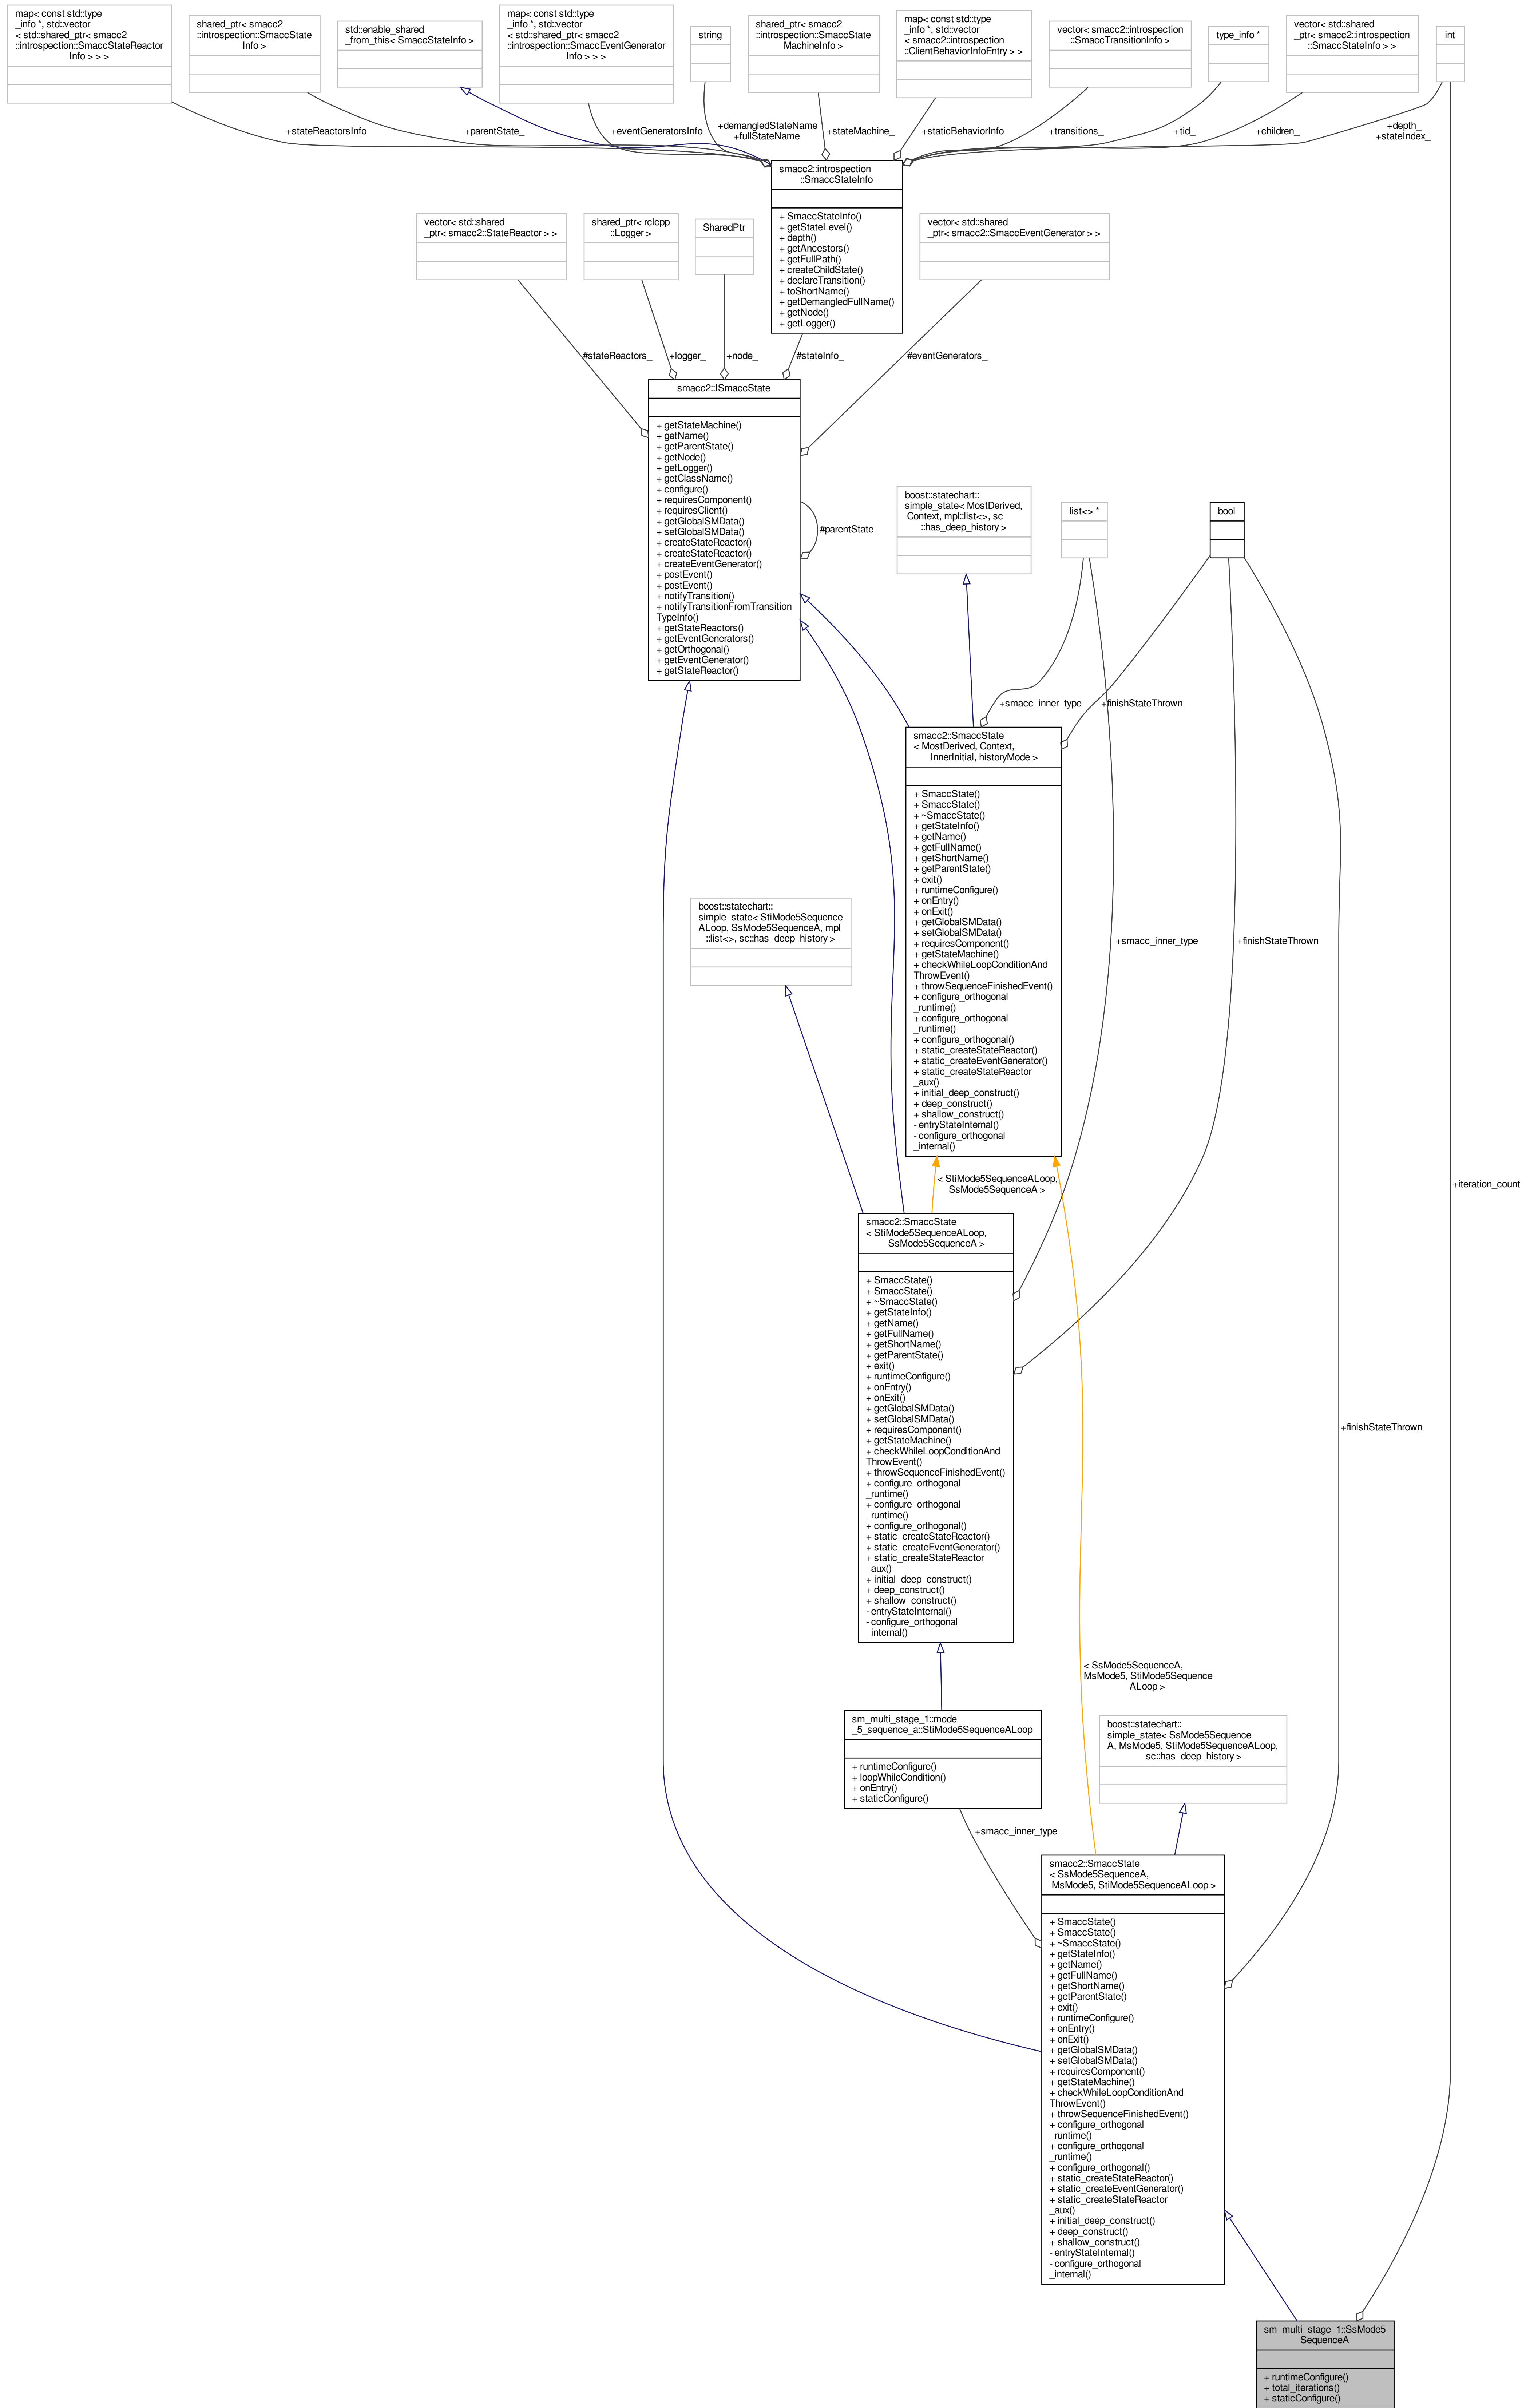 map< const std::type
_info *, std::vector
< std::shared_ptr< smacc2
::introspection::SmaccStateReactor
Info > > >
shared_ptr< smacc2
::introspection::SmaccState
Info >
std::enable_shared
_from_this< SmaccStateInfo >
map< const std::type
_info *, std::vector
< std::shared_ptr< smacc2
::introspection::SmaccEventGenerator
Info > > >
string
shared_ptr< smacc2
::introspection::SmaccState
MachineInfo >
map< const std::type
_info *, std::vector
< smacc2::introspection
::ClientBehaviorInfoEntry > >
vector< smacc2::introspection
::SmaccTransitionInfo >
type_info *
vector< std::shared
_ptr< smacc2::introspection
::SmaccStateInfo > >
int
+stateReactorsInfo
+parentState_
+eventGeneratorsInfo
+demangledStateName
+fullStateName
+stateMachine_
+staticBehaviorInfo
+transitions_
+tid_
+children_
+depth_
+stateIndex_
smacc2::introspection
::SmaccStateInfo
+ SmaccStateInfo()
+ getStateLevel()
+ depth()
+ getAncestors()
+ getFullPath()
+ createChildState()
+ declareTransition()
+ toShortName()
+ getDemangledFullName()
+ getNode()
+ getLogger()
vector< std::shared
_ptr< smacc2::StateReactor > >
shared_ptr< rclcpp
::Logger >
SharedPtr
vector< std::shared
_ptr< smacc2::SmaccEventGenerator > >
#stateReactors_
+logger_
+node_
#stateInfo_
#eventGenerators_
smacc2::ISmaccState
+ getStateMachine()
+ getName()
+ getParentState()
+ getNode()
+ getLogger()
+ getClassName()
+ configure()
+ requiresComponent()
+ requiresClient()
+ getGlobalSMData()
+ setGlobalSMData()
+ createStateReactor()
+ createStateReactor()
+ createEventGenerator()
+ postEvent()
+ postEvent()
+ notifyTransition()
+ notifyTransitionFromTransition
TypeInfo()
+ getStateReactors()
+ getEventGenerators()
+ getOrthogonal()
+ getEventGenerator()
+ getStateReactor()
#parentState_
boost::statechart::
simple_state< MostDerived,
Context, mpl::list<>, sc
::has_deep_history >
list<> *
bool
+smacc_inner_type
+finishStateThrown
smacc2::SmaccState
< MostDerived, Context,
InnerInitial, historyMode >
+ SmaccState()
+ SmaccState()
+ ~SmaccState()
+ getStateInfo()
+ getName()
+ getFullName()
+ getShortName()
+ getParentState()
+ exit()
+ runtimeConfigure()
+ onEntry()
+ onExit()
+ getGlobalSMData()
+ setGlobalSMData()
+ requiresComponent()
+ getStateMachine()
+ checkWhileLoopConditionAnd
ThrowEvent()
+ throwSequenceFinishedEvent()
+ configure_orthogonal
_runtime()
+ configure_orthogonal
_runtime()
+ configure_orthogonal()
+ static_createStateReactor()
+ static_createEventGenerator()
+ static_createStateReactor
_aux()
+ initial_deep_construct()
+ deep_construct()
+ shallow_construct()
- entryStateInternal()
- configure_orthogonal
_internal()
boost::statechart::
simple_state< StiMode5Sequence
ALoop, SsMode5SequenceA, mpl
::list<>, sc::has_deep_history >
+smacc_inner_type
+finishStateThrown
< StiMode5SequenceALoop,
SsMode5SequenceA >
+iteration_count
smacc2::SmaccState
< StiMode5SequenceALoop,
SsMode5SequenceA >
+ SmaccState()
+ SmaccState()
+ ~SmaccState()
+ getStateInfo()
+ getName()
+ getFullName()
+ getShortName()
+ getParentState()
+ exit()
+ runtimeConfigure()
+ onEntry()
+ onExit()
+ getGlobalSMData()
+ setGlobalSMData()
+ requiresComponent()
+ getStateMachine()
+ checkWhileLoopConditionAnd
ThrowEvent()
+ throwSequenceFinishedEvent()
+ configure_orthogonal
_runtime()
+ configure_orthogonal
_runtime()
+ configure_orthogonal()
+ static_createStateReactor()
+ static_createEventGenerator()
+ static_createStateReactor
_aux()
+ initial_deep_construct()
+ deep_construct()
+ shallow_construct()
- entryStateInternal()
- configure_orthogonal
_internal()
+finishStateThrown
< SsMode5SequenceA,
MsMode5, StiMode5Sequence
ALoop >
sm_multi_stage_1::mode
_5_sequence_a::StiMode5SequenceALoop
+ runtimeConfigure()
+ loopWhileCondition()
+ onEntry()
+ staticConfigure()
boost::statechart::
simple_state< SsMode5Sequence
A, MsMode5, StiMode5SequenceALoop,
sc::has_deep_history >
+smacc_inner_type
smacc2::SmaccState
< SsMode5SequenceA,
MsMode5, StiMode5SequenceALoop >
+ SmaccState()
+ SmaccState()
+ ~SmaccState()
+ getStateInfo()
+ getName()
+ getFullName()
+ getShortName()
+ getParentState()
+ exit()
+ runtimeConfigure()
+ onEntry()
+ onExit()
+ getGlobalSMData()
+ setGlobalSMData()
+ requiresComponent()
+ getStateMachine()
+ checkWhileLoopConditionAnd
ThrowEvent()
+ throwSequenceFinishedEvent()
+ configure_orthogonal
_runtime()
+ configure_orthogonal
_runtime()
+ configure_orthogonal()
+ static_createStateReactor()
+ static_createEventGenerator()
+ static_createStateReactor
_aux()
+ initial_deep_construct()
+ deep_construct()
+ shallow_construct()
- entryStateInternal()
- configure_orthogonal
_internal()
sm_multi_stage_1::SsMode5
SequenceA
+ runtimeConfigure()
+ total_iterations()
+ staticConfigure()